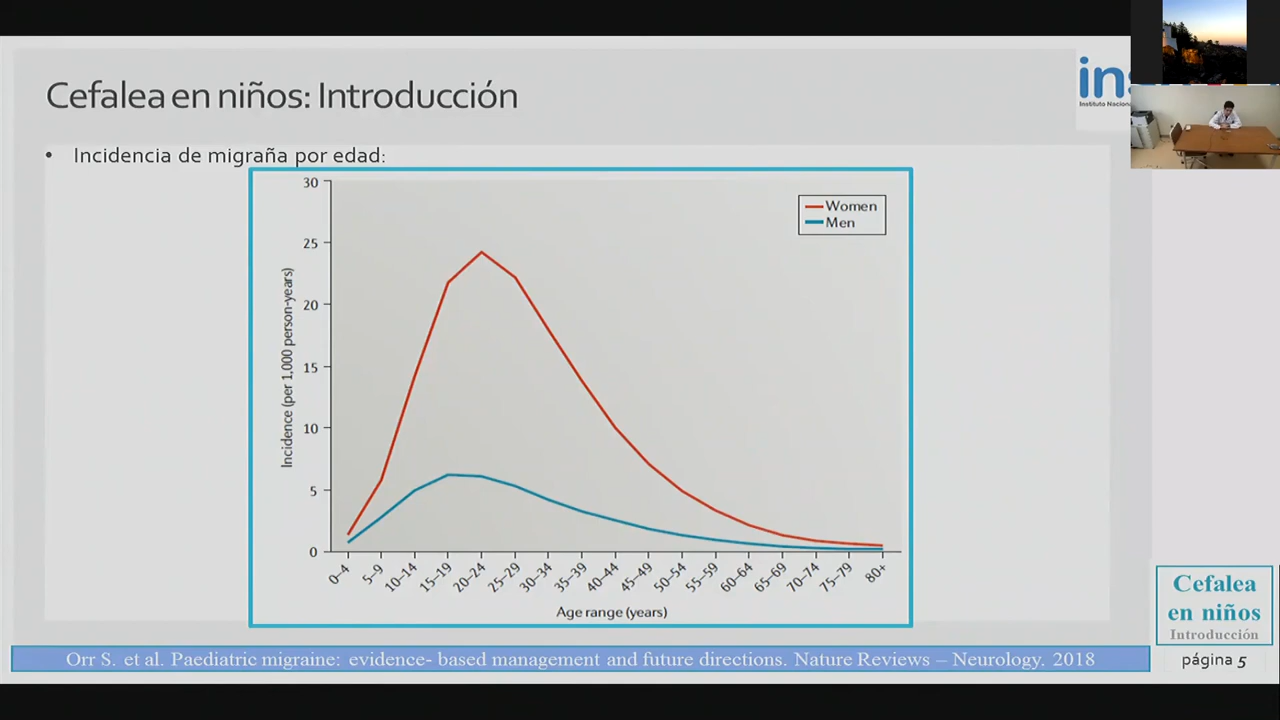 Cefalea en niños: Introducción
Instituto
• Incidencia de migraña por edad:
30
25
20
15
10
5
0
Incidence (per 1,000 person-years)
Women
Men
0–4
5–9
10–14
15–19
20–24
25–29
30–34
35–39
40–44
45–49
50–54
55–59
60–64
65–69
70–74
75–79
80+
Age range (years)
Cefalea
en niños
Introducción
página 5
Orr S. et al. Paediatric migraine: evidence- based management and future directions. Nature Reviews – Neurology. 2018